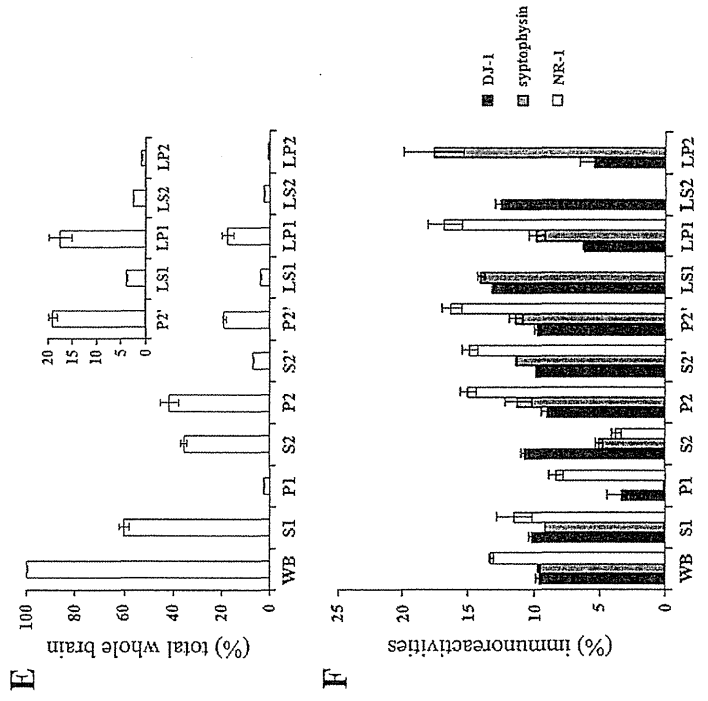 E
(%) total whole brain
100
80
60
40
20
0
WB S1 P1 S2 P2 S2' P2' LS1 LP1 LS2 LP2
20
15
10
5
0
P2' LS1 LP1 LS2 LP2
F
(%) immunoreactivities
25
20
15
10
5
0
WB S1 P1 S2 P2 S2' P2' LS1 LP1 LS2 LP2
DJ-1
syptophysin
NR-1